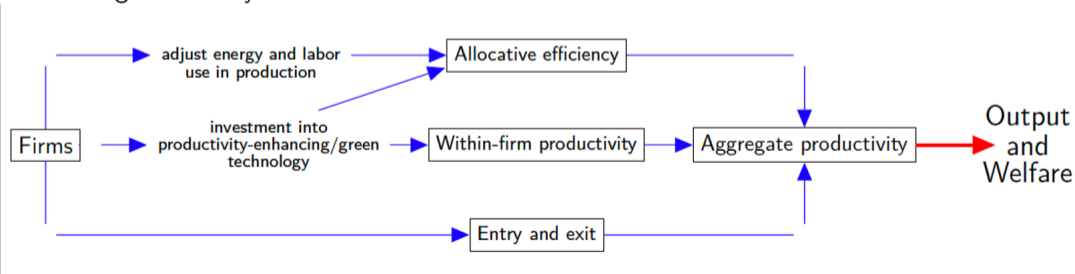 adjust energy and labor
use in production
Allocative efficiency
Firms
investment into
productivity-enhancing/green
technology
Within-firm productivity
Aggregate productivity
Output
and
Welfare
Entry and exit